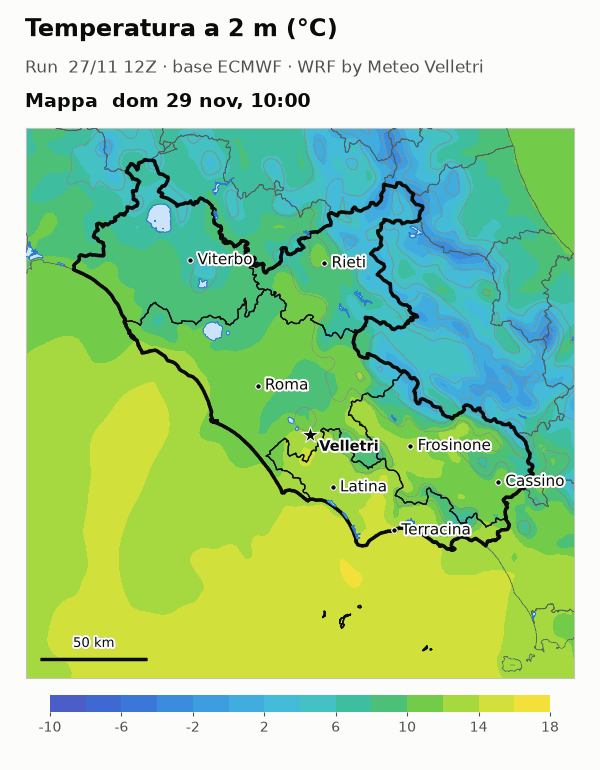 Temperatura a 2 m (°C)
Run  27/11 12Z · base ECMWF · WRF by Meteo Velletri
Mappa  dom 29 nov, 10:00
Viterbo
Rieti
Roma
Velletri
Frosinone
Latina
Cassino
Terracina
50 km
-10 -6 -2 2 6 10 14 18